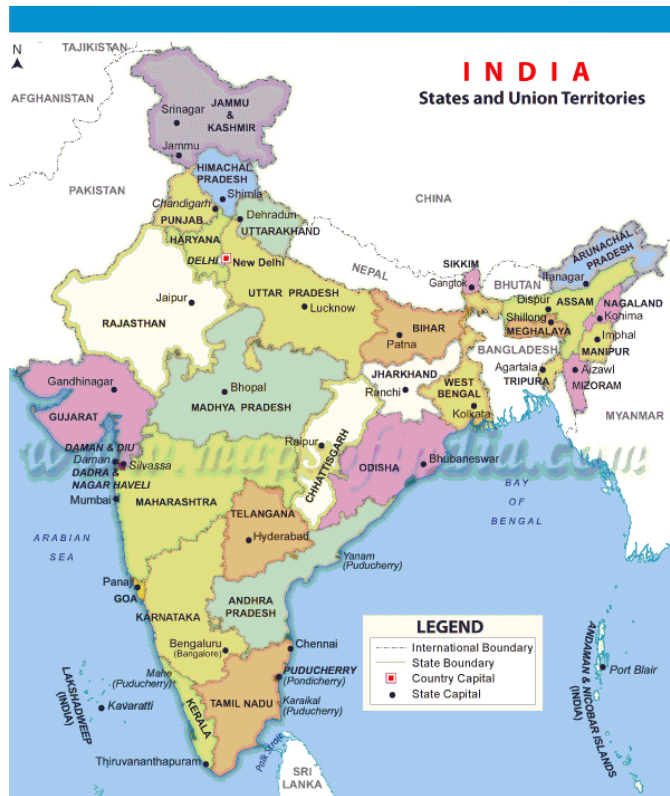 TAJIKISTAN
N
INDIA
States and Union Territories
AFGHANISTAN
JAMMU
&
KASHMIR
Srinagar
Jammu
PAKISTAN
HIMACHAL
PRADESH
Shimla
CHINA
Chandigarh
PUNJAB
Dehradun
UTTARAKHAND
HARYANA
DELHI
New Delhi
NEPAL
SIKKIM
Gangtok
BHUTAN
ARUNACHAL
PRADESH
Itanagar
Jaipur
RAJASTHAN
UTTAR PRADESH
Lucknow
BIHAR
Patna
Dispur
ASSAM
NAGALAND
Kohima
Shillong
MEGHALAYA
Imphal
MANIPUR
BANGLADESH
Agartala
TRIPURA
Aizawl
MIZORAM
MYANMAR
Gandhinagar
GUJARAT
Bhopal
MADHYA PRADESH
JHARKHAND
Ranchi
WEST
BENGAL
Kolkata
www.mapsofindia.com
DAMAN & DIU
Daman
Silvassa
DADRA &
NAGAR HAVELI
Mumbai
MAHARASHTRA
Raipur
CHHATTISGARH
ODISHA
Bhubaneswar
TELANGANA
Hyderabad
BAY
OF
BENGAL
ARABIAN
SEA
Yanam
(Puducherry)
Panaji
GOA
KARNATAKA
ANDHRA
PRADESH
Bengaluru
(Bangalore)
Chennai
LEGEND
International Boundary
State Boundary
Country Capital
State Capital
Mahe
(Puducherry)
PUDUCHERRY
(Pondicherry)
LAKSHADWEEP
(INDIA)
Kavaratti
KERALA
TAMIL NADU
Karaikal
(Puducherry)
ANDAMAN & NICOBAR ISLANDS
(INDIA)
Port Blair
Thiruvananthapuram
Palk Strait
SRI
LANKA